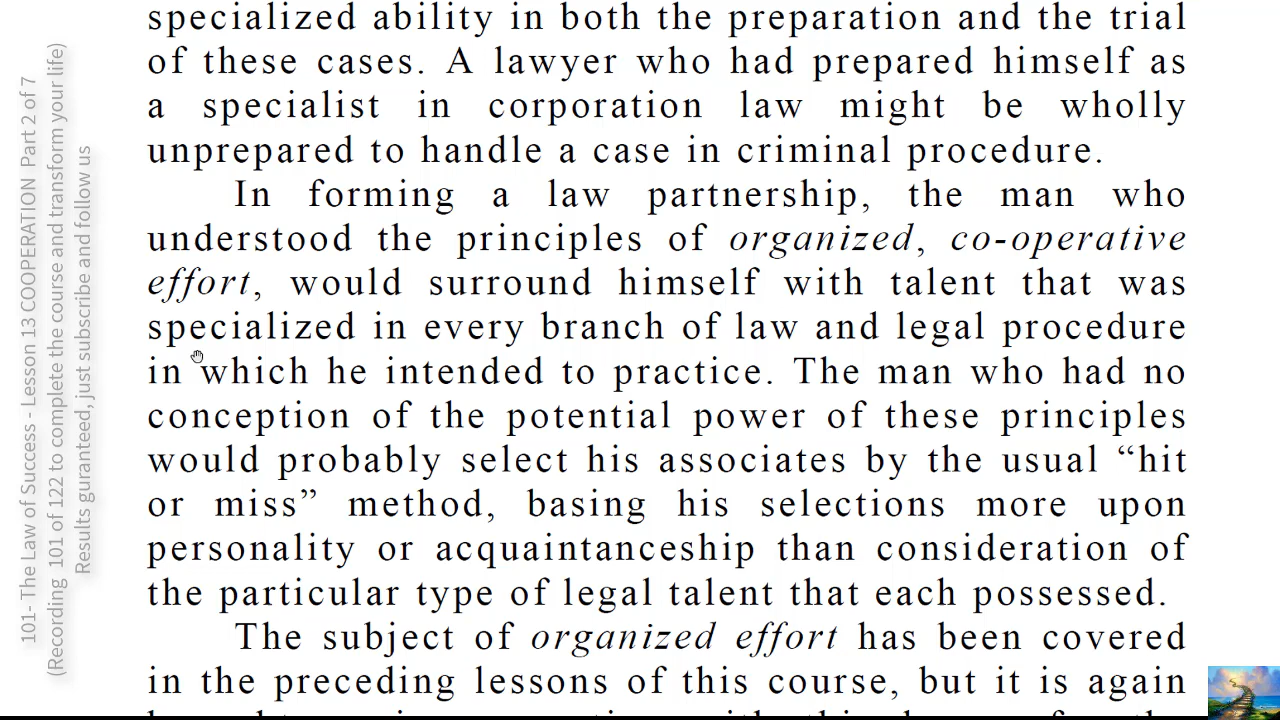 specialized ability in both the preparation and the trial
of these cases. A lawyer who had prepared himself as
a specialist in corporation law might be wholly
unprepared to handle a case in criminal procedure.
In forming a law partnership, the man who
understood the principles of organized, co-operative
effort, would surround himself with talent that was
specialized in every branch of law and legal procedure
in which he intended to practice. The man who had no
conception of the potential power of these principles
would probably select his associates by the usual “hit
or miss” method, basing his selections more upon
personality or acquaintanceship than consideration of
the particular type of legal talent that each possessed.
The subject of organized effort has been covered
in the preceding lessons of this course, but it is again
101- The Law of Success - Lesson 13 COOPERATION Part 2 of 7
(Recording 101 of 122 to complete the course and transform your life)
Results guranteed, just subscribe and follow us